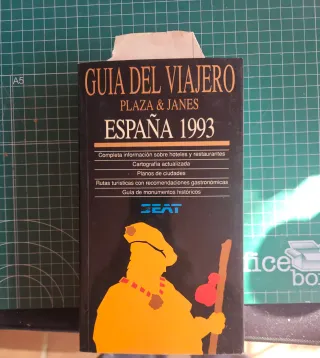 A5
GUIA DEL VIAJERO
PLAZA & JANES
ESPAÑA 1993
Completa información sobre hoteles y restaurantes
Cartografía actualizada
Planos de ciudades
Rutas turísticas con recomendaciones gastronómicas
Guía de monumentos históricos
SEAT
ffice
box